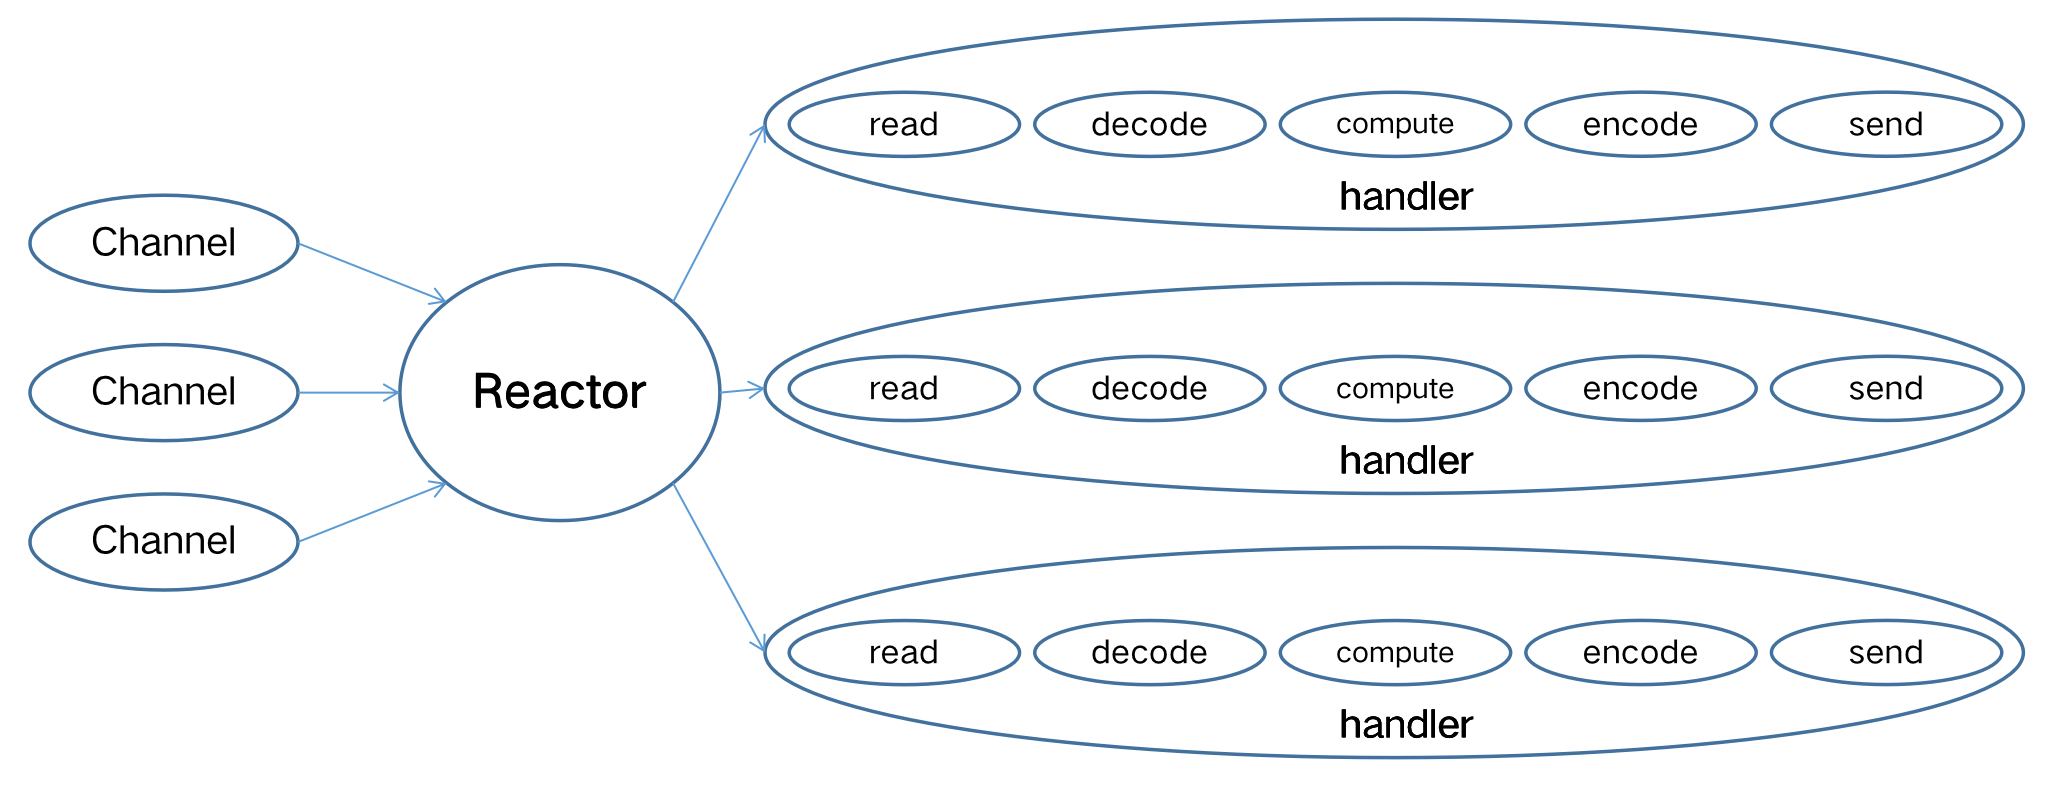 Channel
Channel
Channel
Reactor
read decode compute encode send
handler
read decode compute encode send
handler
read decode compute encode send
handler